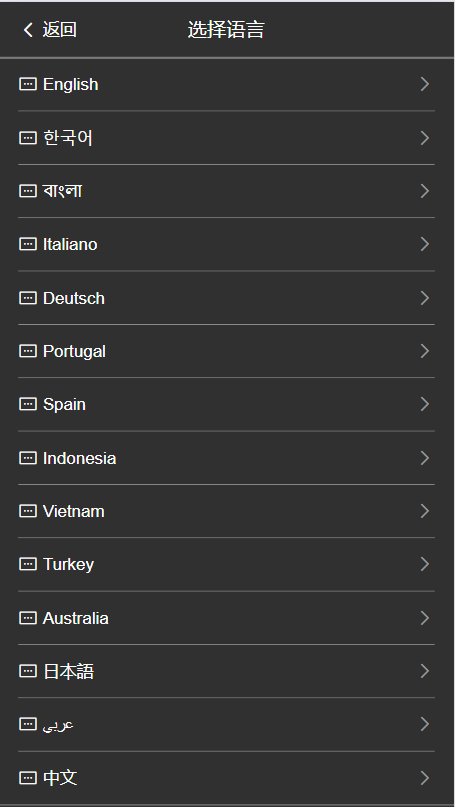 返回 选择语言
English
한국어
বাংলা
Italiano
Deutsch
Portugal
Spain
Indonesia
Vietnam
Turkey
Australia
日本語
عربي
中文